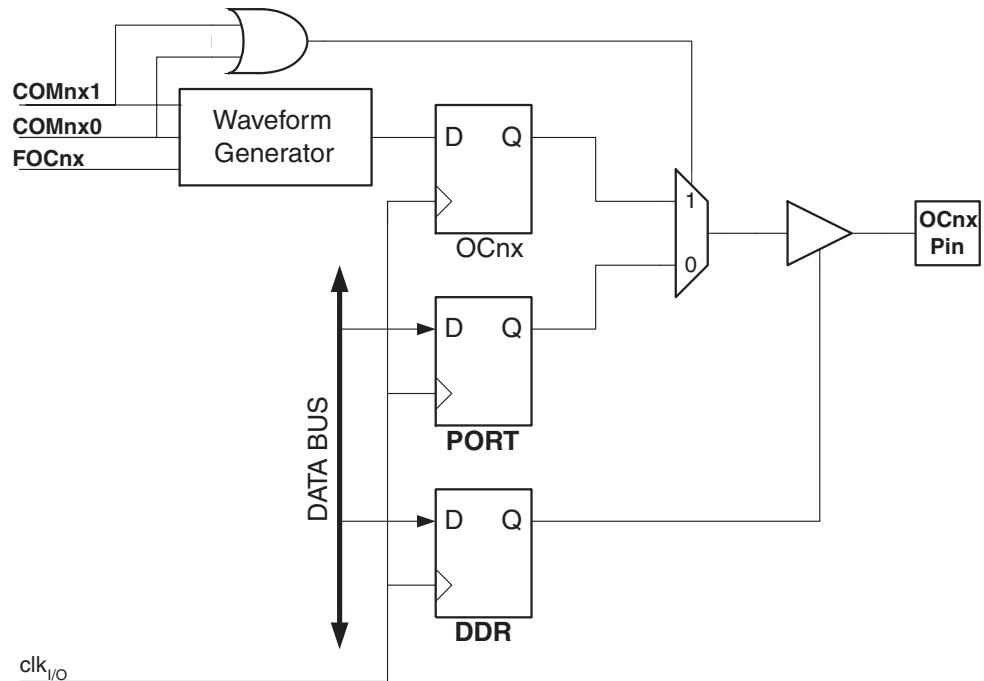 COMnx1
COMnx0
FOCnx
Waveform
Generator
D Q
OCnx
1
0
OCnx
Pin
D Q
PORT
DATA BUS
D Q
DDR
clkI/O